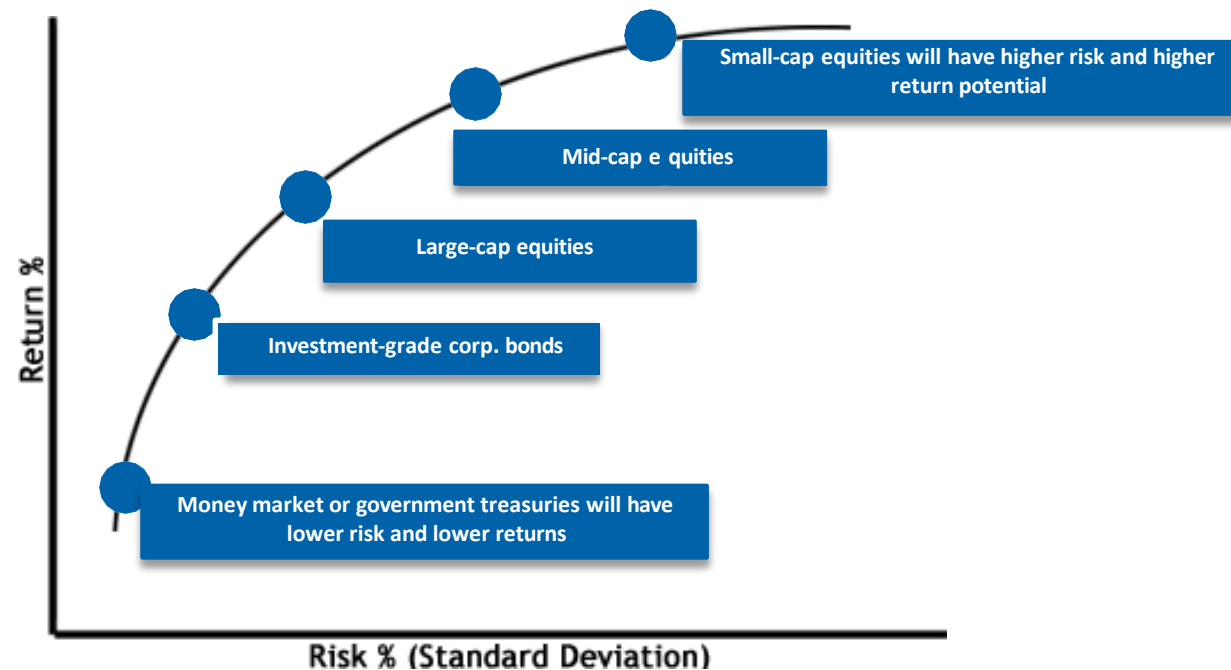 Small-cap equities will have higher risk and higher
return potential
Mid-cap e quities
Large-cap equities
Return %
Investment-grade corp. bonds
Money market or government treasuries will have
lower risk and lower returns
Risk % (Standard Deviation)